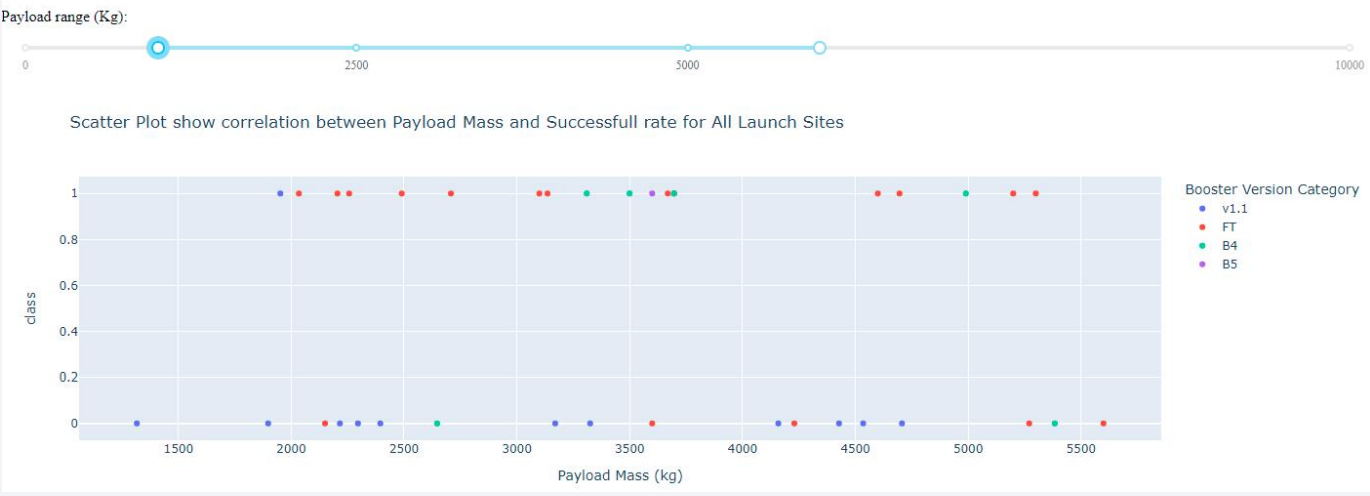 Payload range (Kg):
0 2500 5000 10000
Scatter Plot show correlation between Payload Mass and Successfull rate for All Launch Sites
Booster Version Category
v1.1
FT
B4
B5
1
0.8
0.6
0.4
0.2
0
class
1500 2000 2500 3000 3500 4000 4500 5000 5500
Payload Mass (kg)